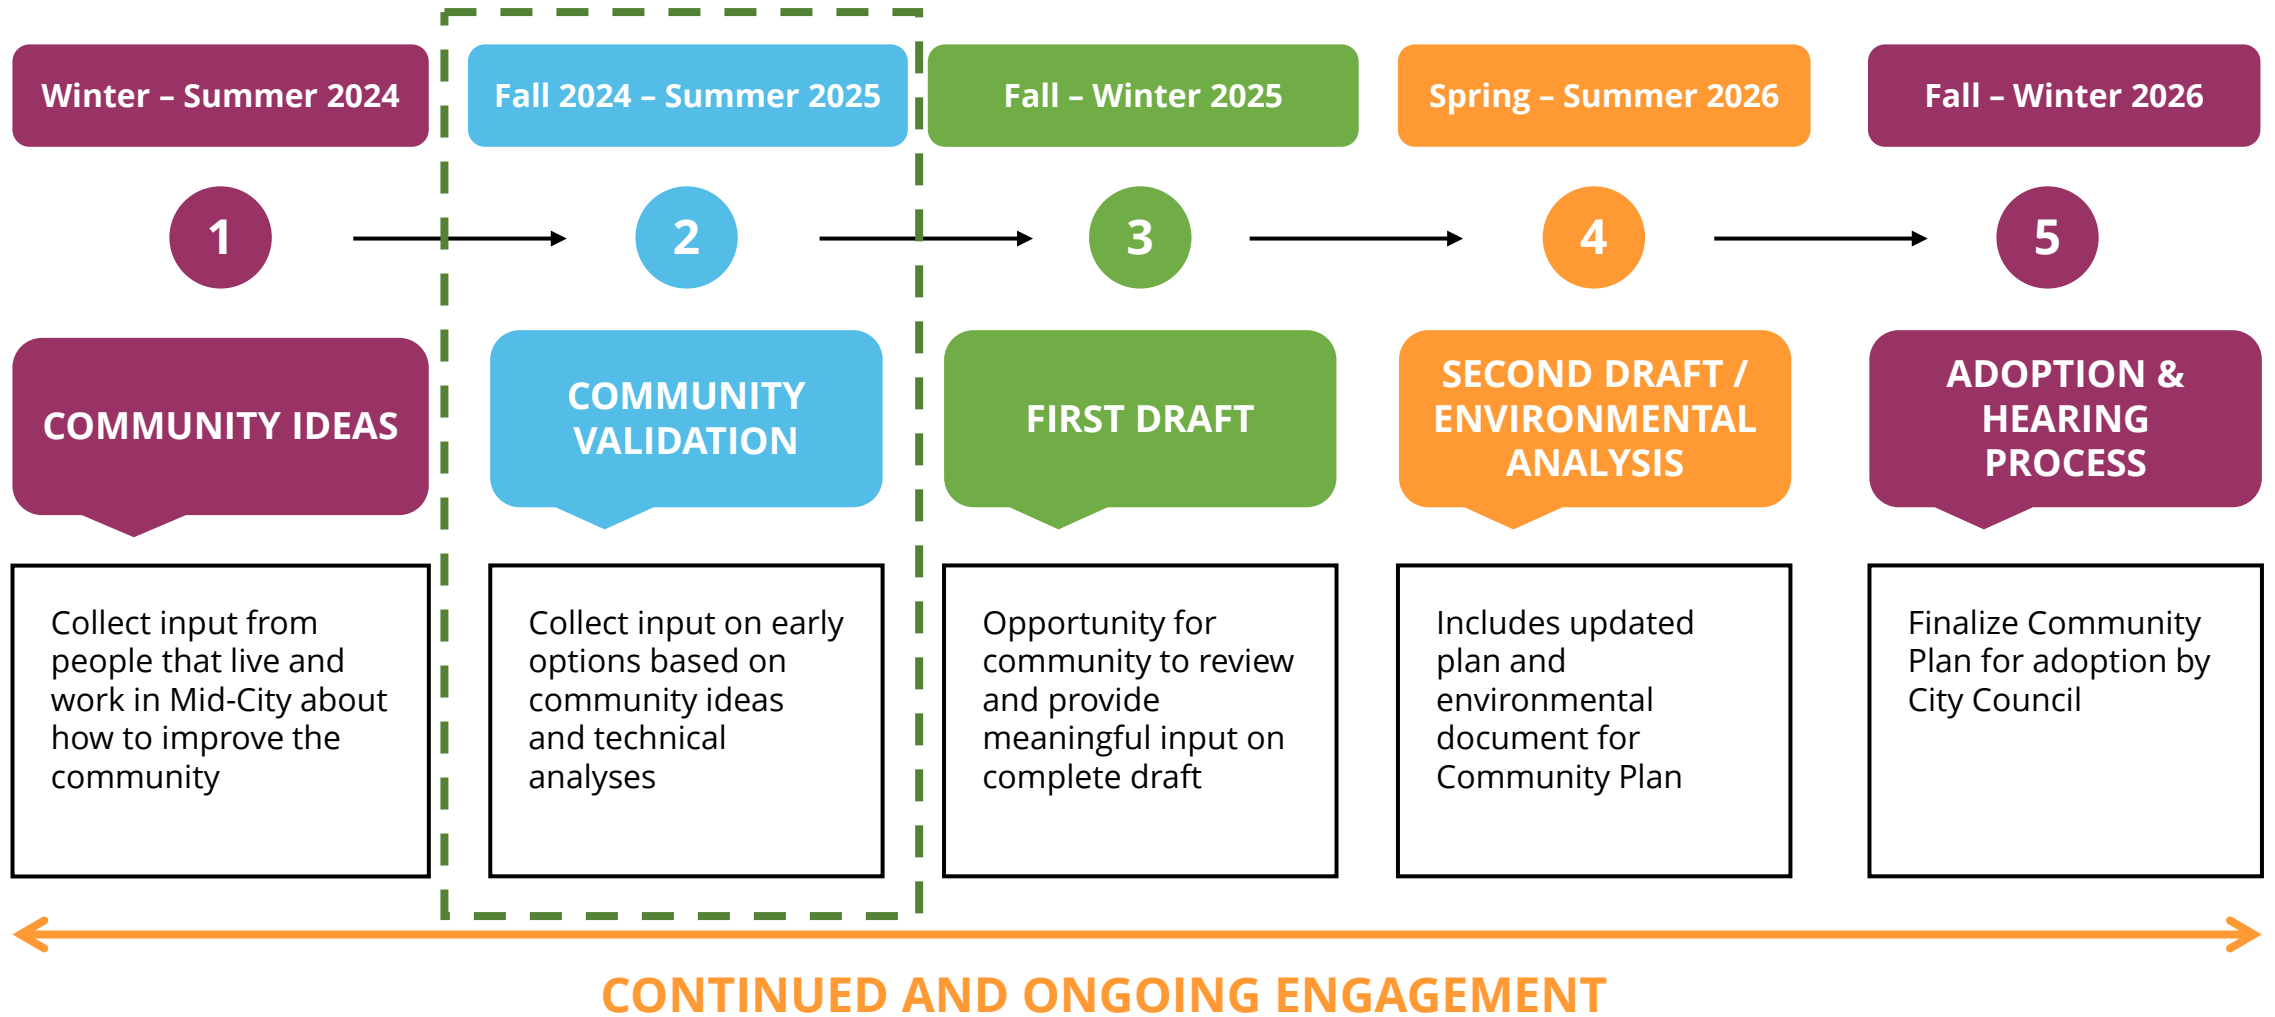 Winter – Summer 2024
Fall 2024 – Summer 2025
Fall – Winter 2025
Spring – Summer 2026
Fall – Winter 2026
1
2
3
4
5
COMMUNITY IDEAS
COMMUNITY
VALIDATION
FIRST DRAFT
SECOND DRAFT /
ENVIRONMENTAL
ANALYSIS
ADOPTION &
HEARING
PROCESS
Collect input from
people that live and
work in Mid-City about
how to improve the
community
Collect input on early
options based on
community ideas
and technical
analyses
Opportunity for
community to review
and provide
meaningful input on
complete draft
Includes updated
plan and
environmental
document for
Community Plan
Finalize Community
Plan for adoption by
City Council
CONTINUED AND ONGOING ENGAGEMENT